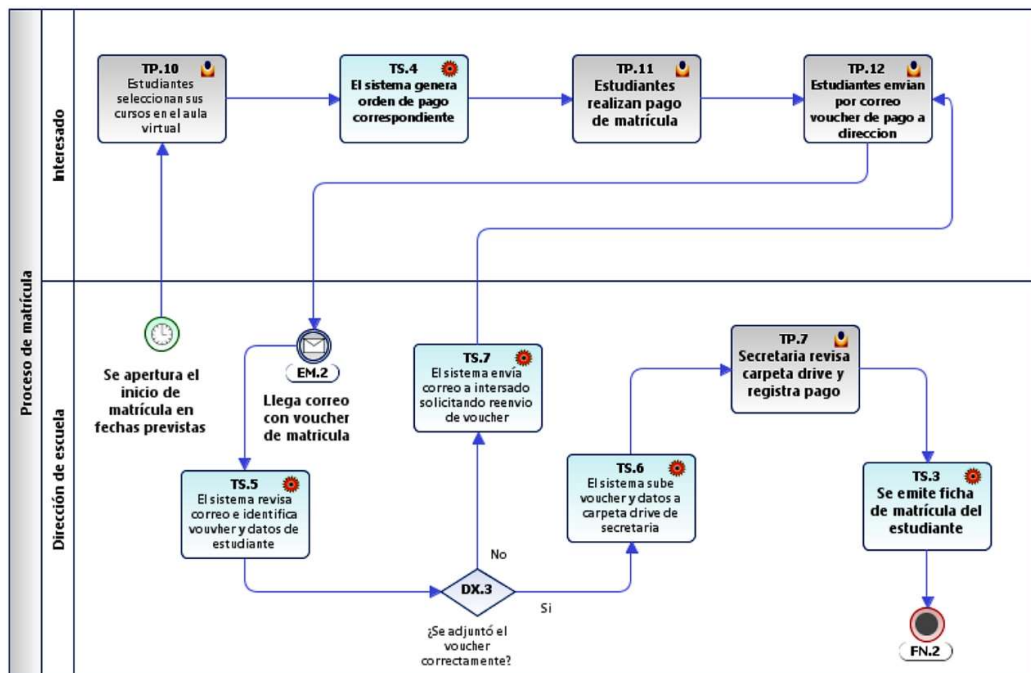 Proceso de matrícula
Interesado
TP.10
Estudiantes
seleccionan sus
cursos en el aula
virtual
TS.4
El sistema genera
orden de pago
correspondiente
TP.11
Estudiantes
realizan pago
de matrícula
TP.12
Estudiantes envian
por correo
voucher de pago a
direccion
Dirección de escuela
Se apertura el
inicio de
matrícula en
fechas previstas
EM.2
Llega correo
con voucher
de matricula
TS.7
El sistema envía
correo a intersado
solicitando reenvio
de voucher
TP.7
Secretaria revisa
carpeta drive y
registra pago
TS.5
El sistema revisa
correo e identifica
vouvher y datos de
estudiante
TS.6
El sistema sube
voucher y datos a
carpeta drive de
secretaria
TS.3
Se emite ficha
de matrícula del
estudiante
No
DX.3
Si
¿Se adjuntó el
voucher
correctamente?
FN.2